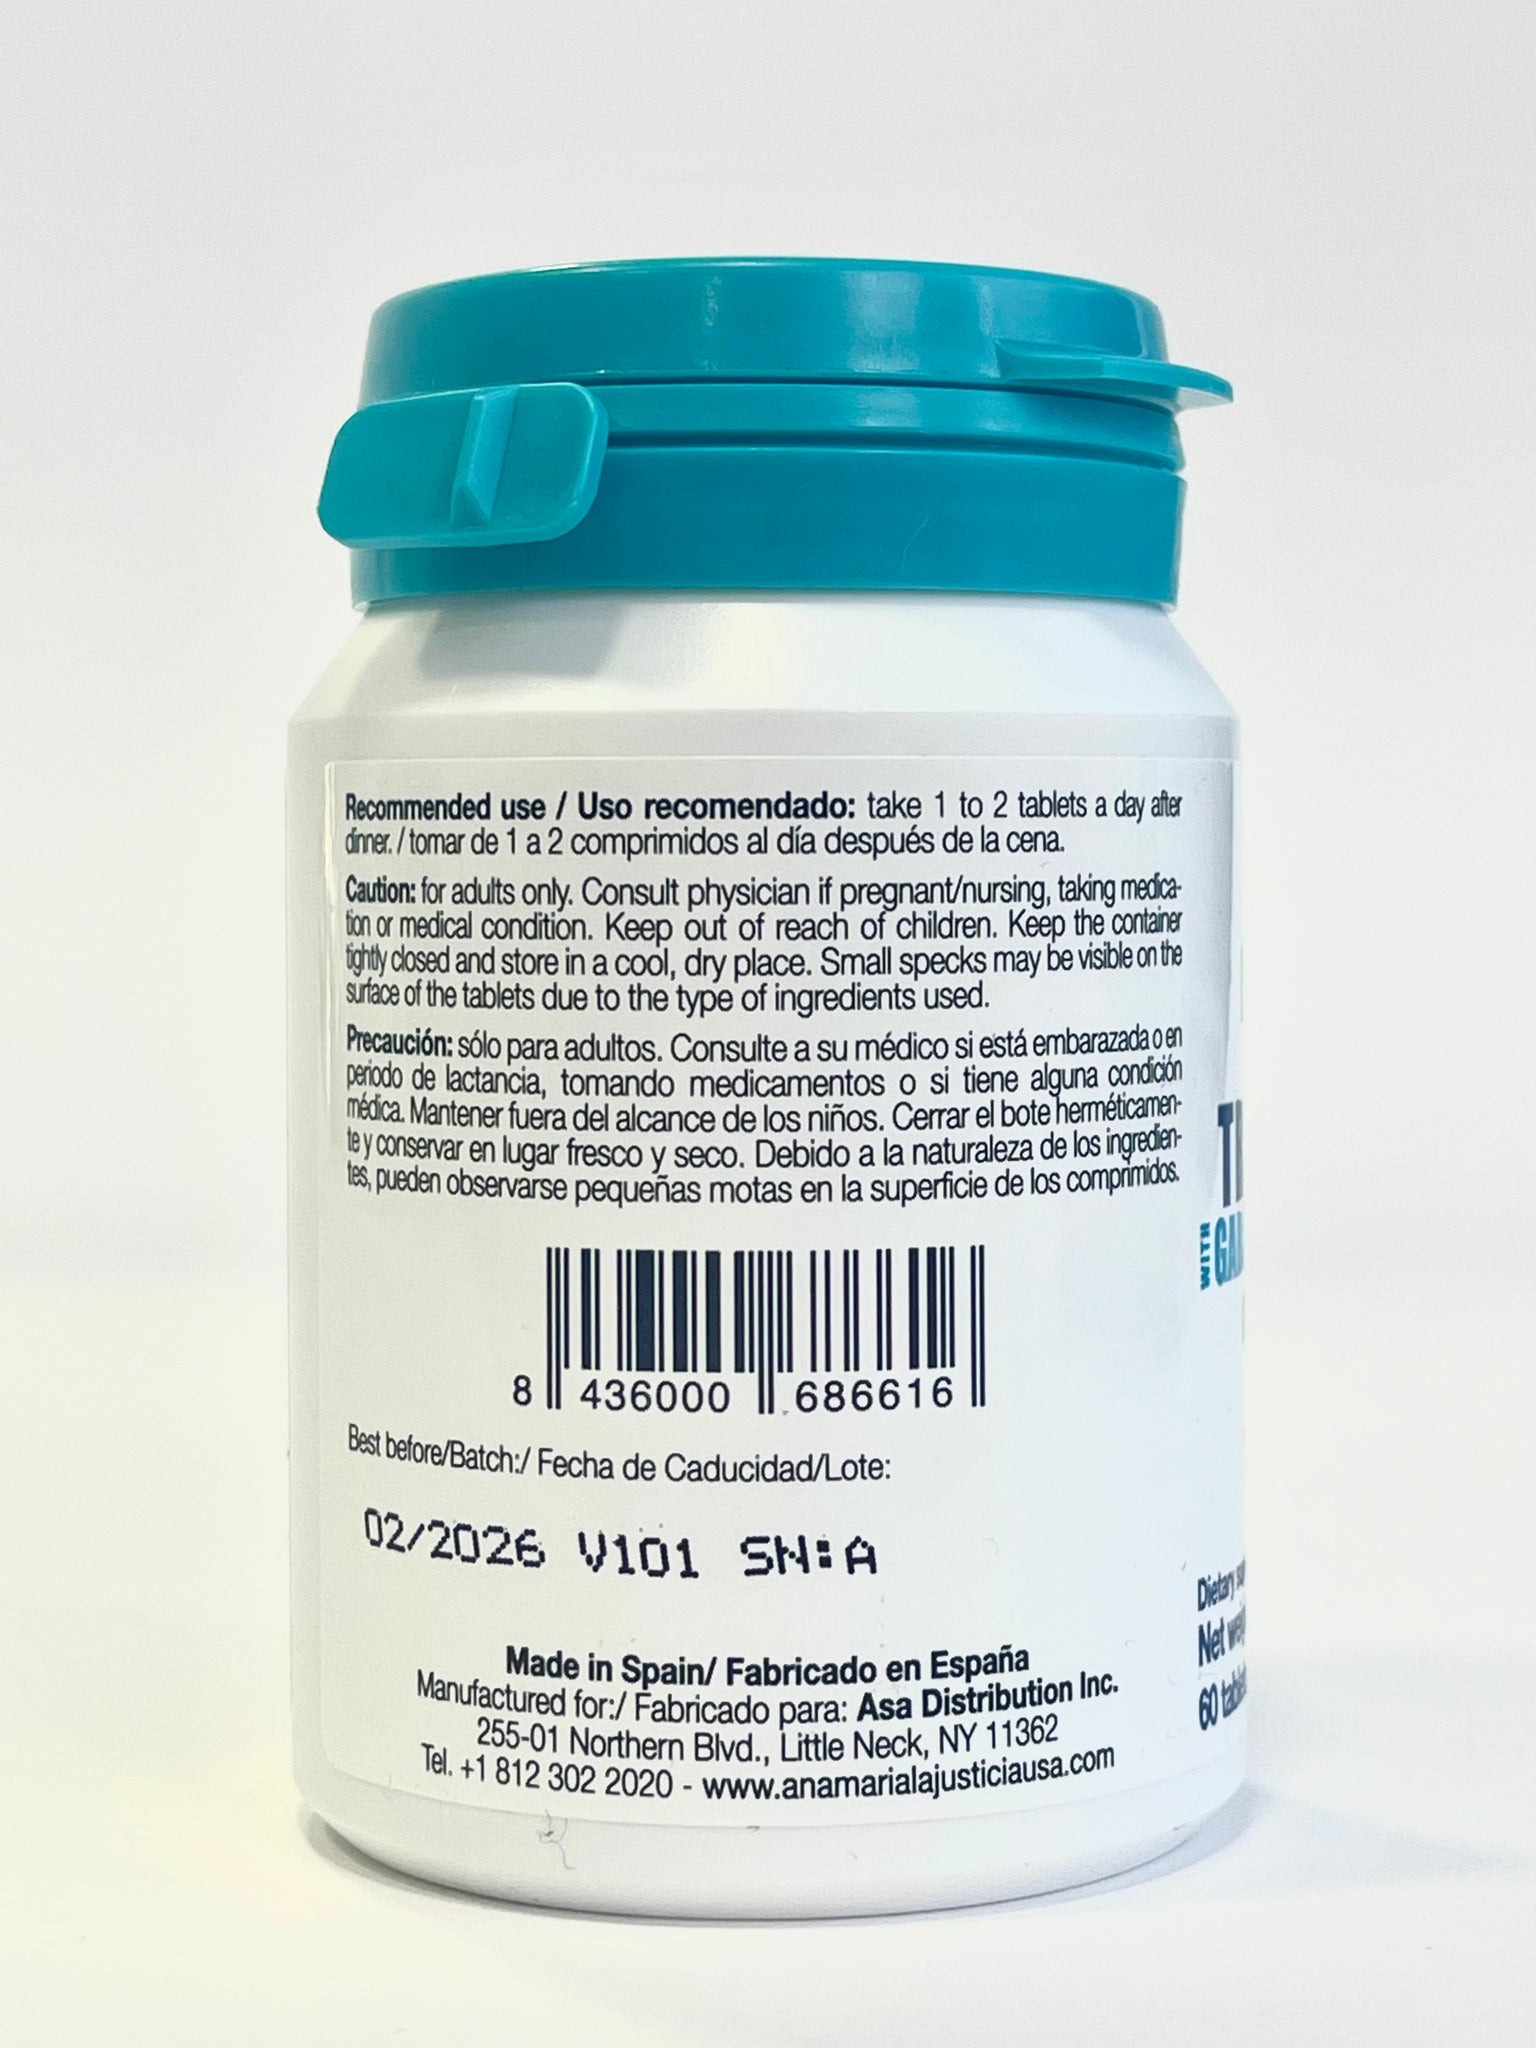 Recommended use / Uso recomendado: take 1 to 2 tablets a day after
dinner. / tomar de 1 a 2 comprimidos al día después de la cena.
Caution: for adults only. Consult physician if pregnant/nursing, taking medica-
tion or medical condition. Keep out of reach of children. Keep the container
tightly closed and store in a cool, dry place. Small specks may be visible on the
surface of the tablets due to the type of ingredients used.
Precaución: sólo para adultos. Consulte a su médico si está embarazada o en
periodo de lactancia, tomando medicamentos o si tiene alguna condición
médica. Mantener fuera del alcance de los niños. Cerrar el bote herméticamen-
te y conservar en lugar fresco y seco. Debido a la naturaleza de los ingredien-
tes, pueden observarse pequeñas motas en la superficie de los comprimidos.
8 436000 686616
Best before/Batch:/ Fecha de Caducidad/Lote:
02/2026 V101 SN:A
Made in Spain/ Fabricado en España
Manufactured for:/ Fabricado para: Asa Distribution Inc.
255-01 Northern Blvd., Little Neck, NY 11362
Tel. +1 812 302 2020 - www.anamarialajusticiausa.com
WITH
Dietary
Net
60